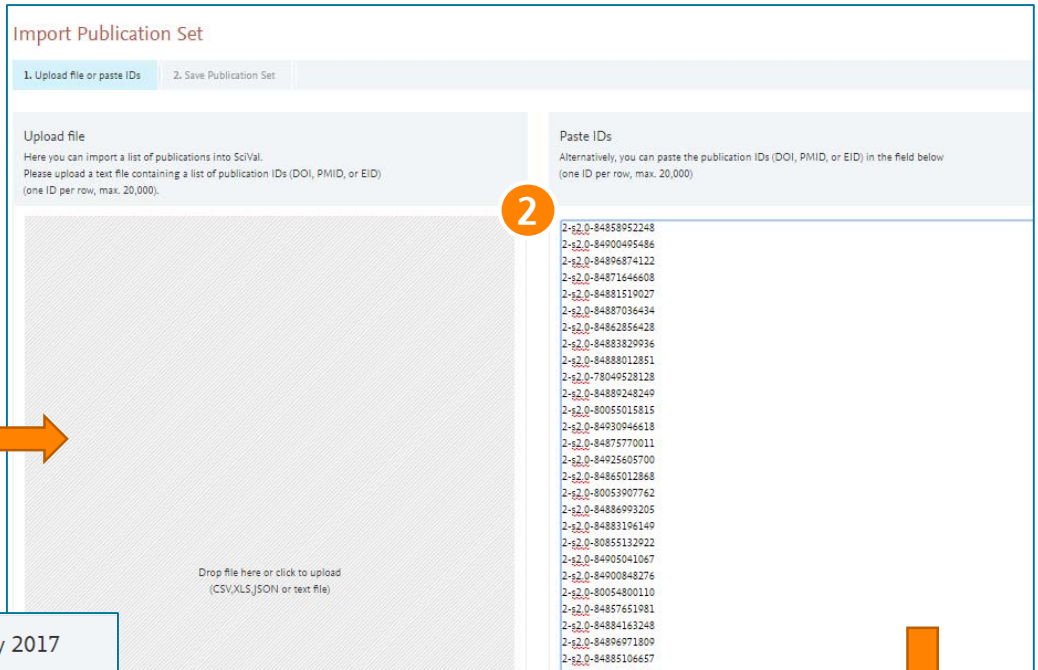 Import Publication Set
1. Upload file or paste IDs 2. Save Publication Set
Upload file
Here you can import a list of publications into SciVal.
Please upload a text file containing a list of publication IDs (DOI, PMID, or EID)
(one ID per row, max. 20,000).
Drop file here or click to upload
(CSV,XLS,JSON or text file)
Paste IDs
Alternatively, you can paste the publication IDs (DOI, PMID, or EID) in the field below
(one ID per row, max. 20,000)
2
2-s2.0-84858952248
2-s2.0-84900495486
2-s2.0-84896874122
2-s2.0-84871646608
2-s2.0-84881519027
2-s2.0-84887036434
2-s2.0-84862856428
2-s2.0-84883829936
2-s2.0-84888012851
2-s2.0-78049528128
2-s2.0-84889248249
2-s2.0-80055015815
2-s2.0-84930946618
2-s2.0-84875770011
2-s2.0-84925605700
2-s2.0-84865012868
2-s2.0-80053907762
2-s2.0-84886993205
2-s2.0-84883196149
2-s2.0-80855132922
2-s2.0-84905041067
2-s2.0-84900848276
2-s2.0-80054800110
2-s2.0-84857651981
2-s2.0-84884163248
2-s2.0-84896971809
2-s2.0-84885106657
2017